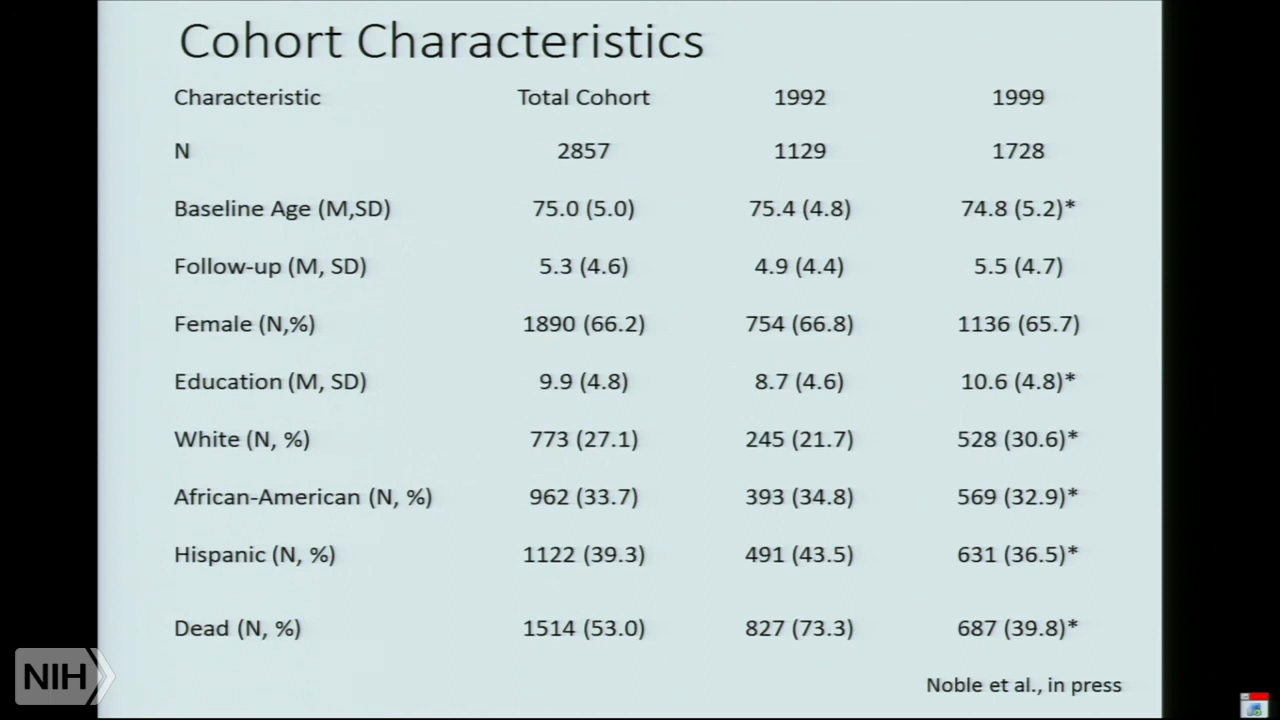 Cohort Characteristics
Characteristic Total Cohort 1992 1999
N 2857 1129 1728
Baseline Age (M,SD) 75.0 (5.0) 75.4 (4.8) 74.8 (5.2)*
Follow-up (M, SD) 5.3 (4.6) 4.9 (4.4) 5.5 (4.7)
Female (N,%) 1890 (66.2) 754 (66.8) 1136 (65.7)
Education (M, SD) 9.9 (4.8) 8.7 (4.6) 10.6 (4.8)*
White (N, %) 773 (27.1) 245 (21.7) 528 (30.6)*
African-American (N, %) 962 (33.7) 393 (34.8) 569 (32.9)*
Hispanic (N, %) 1122 (39.3) 491 (43.5) 631 (36.5)*
Dead (N, %) 1514 (53.0) 827 (73.3) 687 (39.8)*
NIH
Noble et al., in press